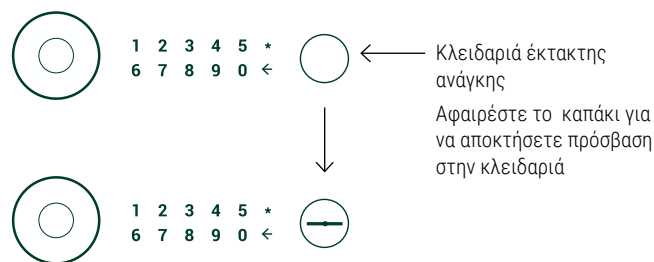 1 2 3 4 5 *
6 7 8 9 0 ←
Κλειδαριά έκτακτης
ανάγκης
Αφαιρέστε το καπάκι για
να αποκτήσετε πρόσβαση
στην κλειδαριά
1 2 3 4 5 *
6 7 8 9 0 ←